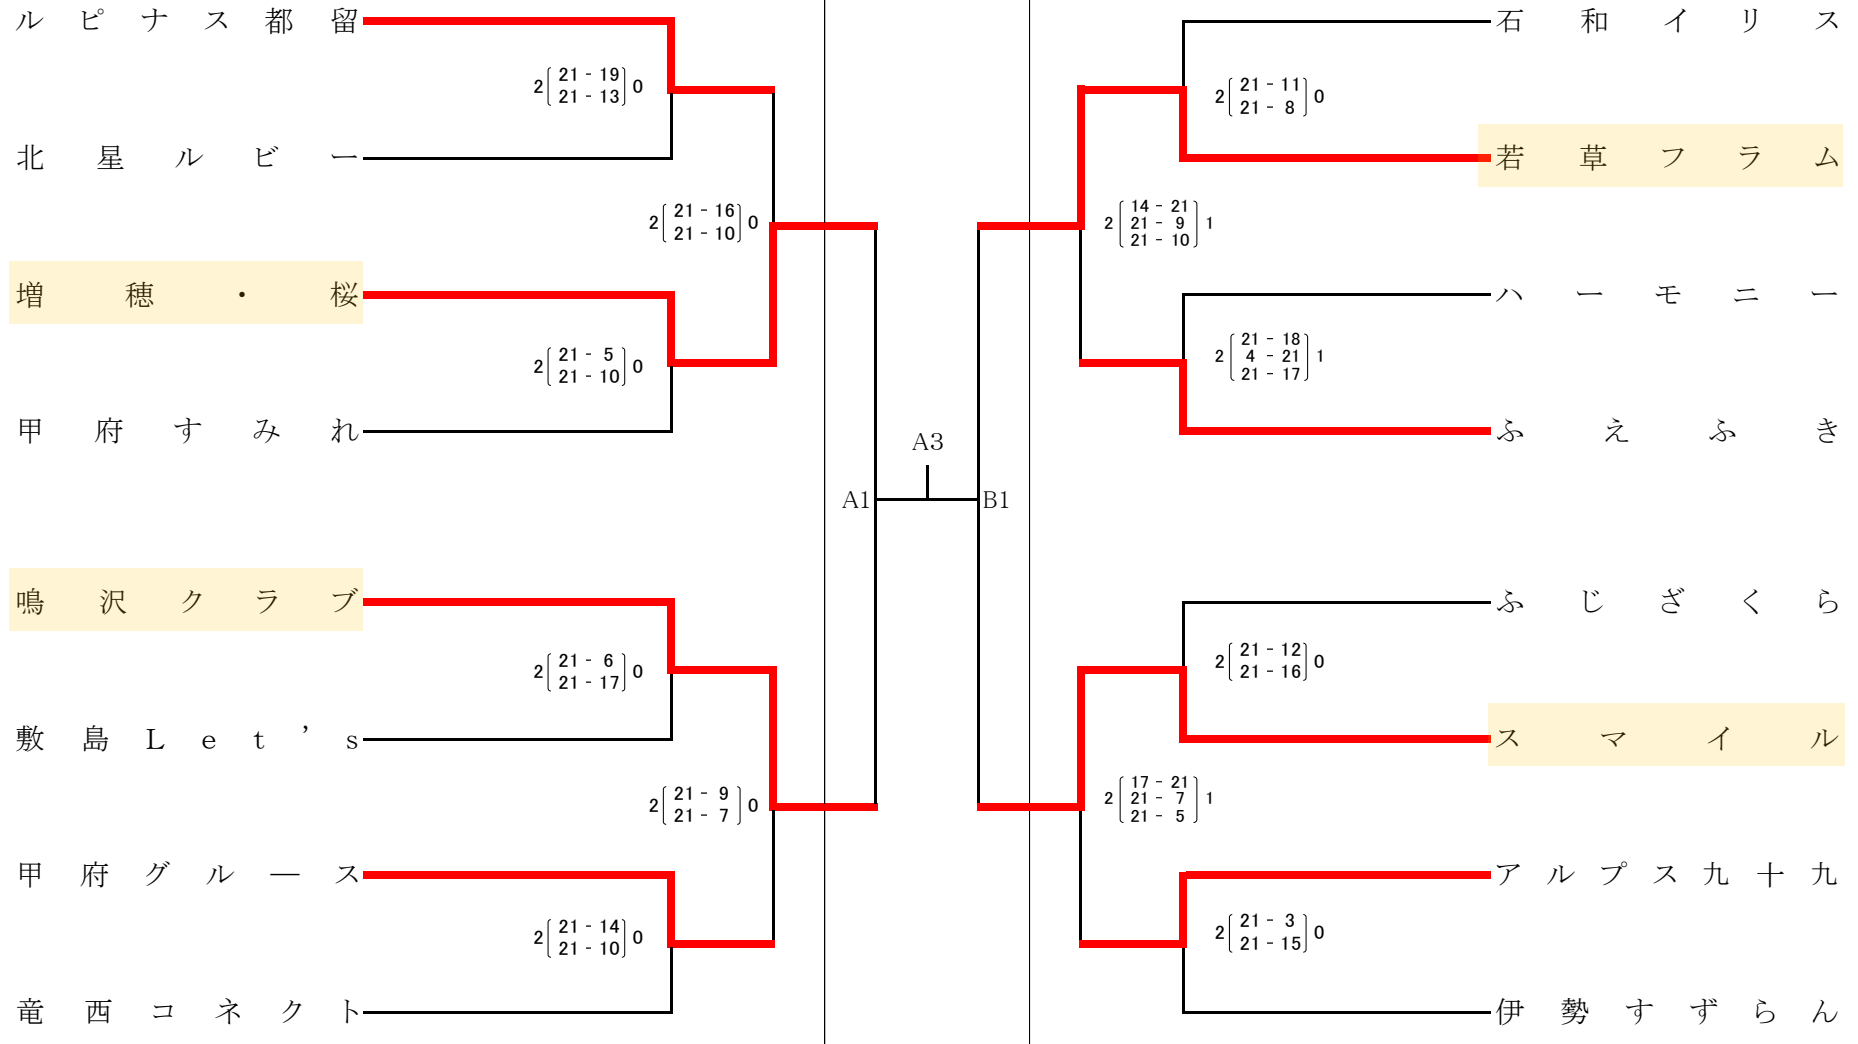 ルピナス都留
2 21 - 19 0
21 - 13
北星ルビー
2 21 - 16 0
21 - 10
増穂・桜
2 21 - 5 0
21 - 10
甲府すみれ
鳴沢クラブ
2 21 - 6 0
21 - 17
敷島Let’s
2 21 - 9 0
21 - 7
甲府グル―ス
2 21 - 14 0
21 - 10
竜西コネクト
A1
A3
B1
石和イリス
2 21 - 11 0
21 - 8
若草フラム
14 - 21
2 21 - 9 1
21 - 10
ハーモニー
21 - 18
2 4 - 21 1
21 - 17
ふえふき
ふじざくら
2 21 - 12 0
21 - 16
スマイル
17 - 21
2 21 - 7 1
21 - 5
アルプス九十九
2 21 - 3 0
21 - 15
伊勢すずらん